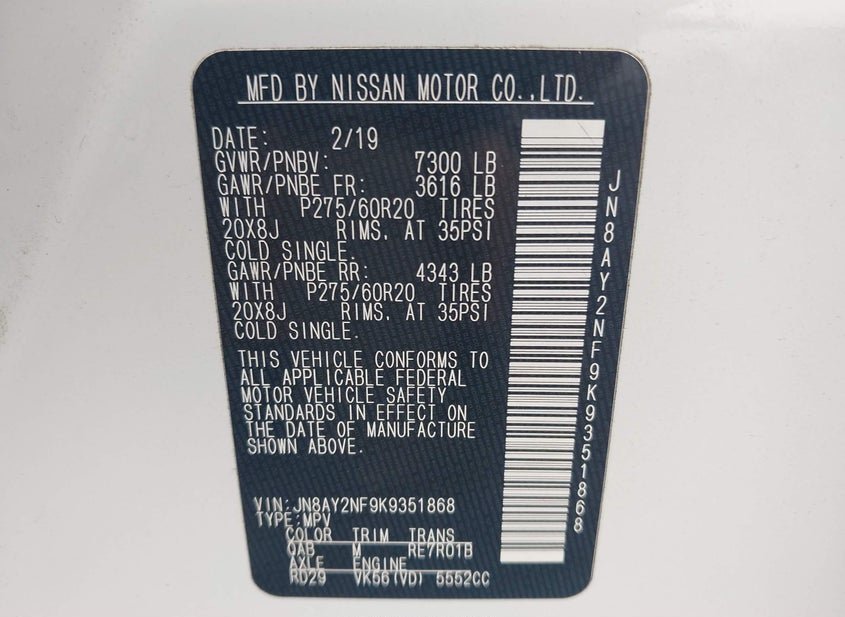 MFD BY NISSAN MOTOR CO.,LTD.
DATE: 2/19
GVWR/PNBV: 7300 LB
GAWR/PNBE FR: 3616 LB
WITH P275/60R20 TIRES
20X8J RIMS, AT 35PSI
COLD SINGLE.
GAWR/PNBE RR: 4343 LB
WITH P275/60R20 TIRES
20X8J RIMS, AT 35PSI
COLD SINGLE.
THIS VEHICLE CONFORMS TO
ALL APPLICABLE FEDERAL
MOTOR VEHICLE SAFETY
STANDARDS IN EFFECT ON
THE DATE OF MANUFACTURE
SHOWN ABOVE.
VIN:JN8AY2NF9K9351868
TYPE:MPV
COLOR TRIM TRANS
QAB M RE7R01B
AXLE ENGINE
RD29 VK56(VD) 5552CC
JN8AY2NF9K9351868